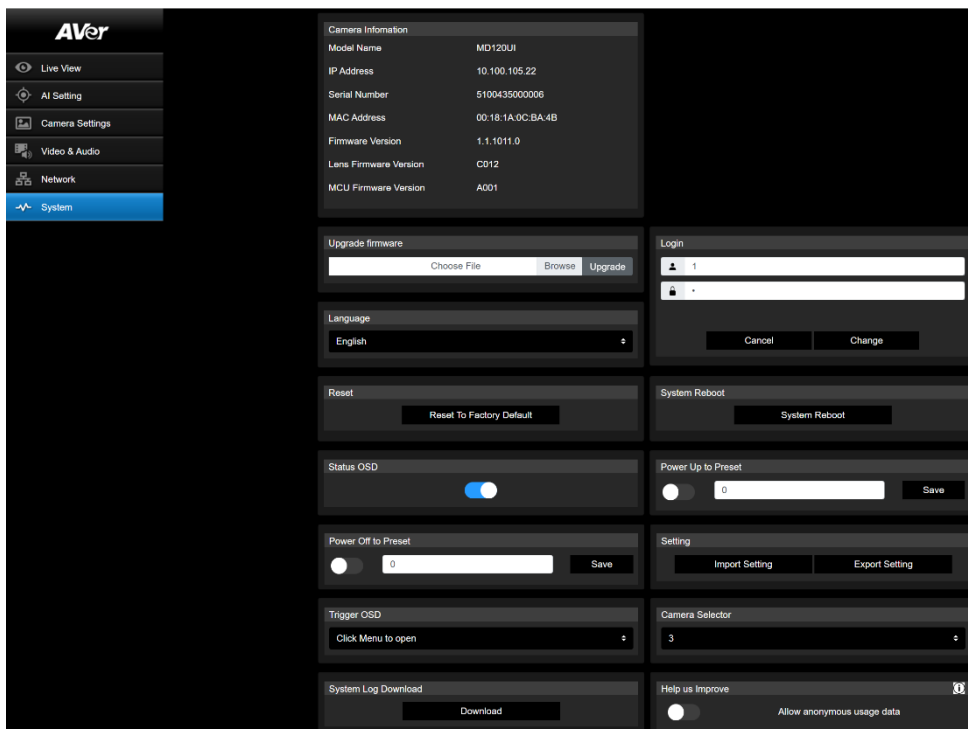 AVer
Live View
AI Setting
Camera Settings
Video & Audio
Network
System
Camera Infomation
Model Name MD120UI
IP Address 10.100.105.22
Serial Number 5100435000006
MAC Address 00:18:1A:0C:BA:4B
Firmware Version 1.1.1011.0
Lens Firmware Version C012
MCU Firmware Version A001
Upgrade firmware
Choose File Browse Upgrade
Login
1
•
Cancel Change
Language
English
Reset
Reset To Factory Default
System Reboot
System Reboot
Status OSD
Power Up to Preset
0 Save
Power Off to Preset
0 Save
Setting
Import Setting Export Setting
Trigger OSD
Click Menu to open
Camera Selector
3
System Log Download
Download
Help us Improve
Allow anonymous usage data